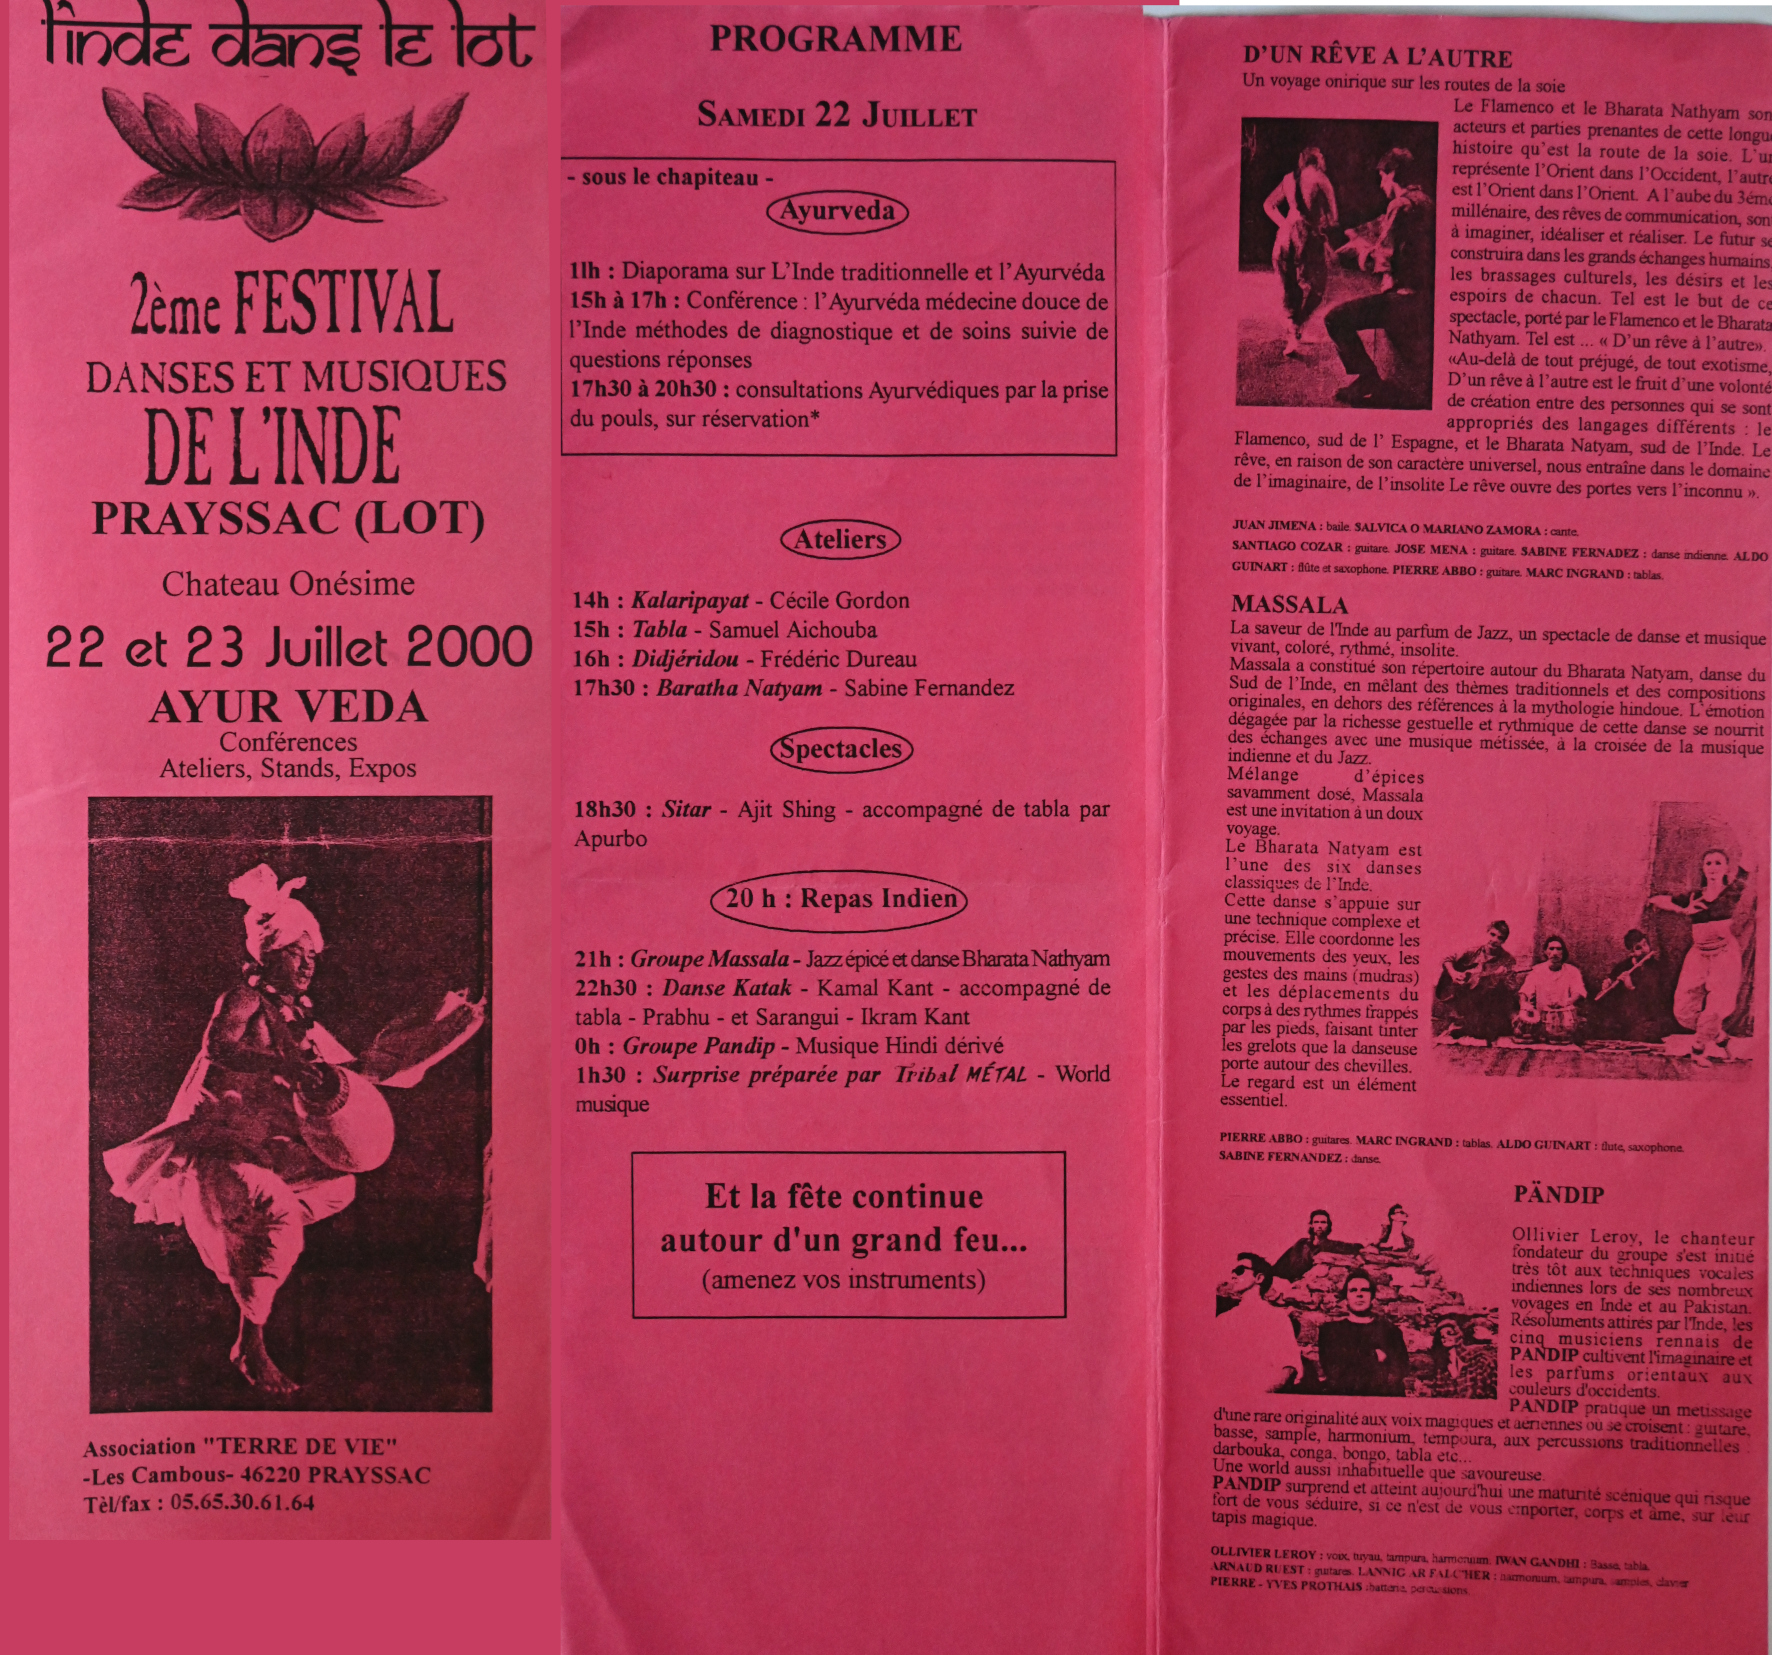 l'inde dans le lot
2ème FESTIVAL
DANSES ET MUSIQUES
DE L'INDE
PRAYSSAC (LOT)
Chateau Onésime
22 et 23 Juillet 2000
AYUR VEDA
Conférences
Ateliers, Stands, Expos
Association "TERRE DE VIE"
-Les Cambous- 46220 PRAYSSAC
Tèl/fax : 05.65.30.61.64
PROGRAMME
SAMEDI 22 JUILLET
- sous le chapiteau -
Ayurveda
11h : Diaporama sur L'Inde traditionnelle et l'Ayurvéda
15h à 17h : Conférence : l'Ayurvéda médecine douce de
l'Inde méthodes de diagnostique et de soins suivie de
questions réponses
17h30 à 20h30 : consultations Ayurvédiques par la prise
du pouls, sur réservation*
Ateliers
14h : Kalaripayat - Cécile Gordon
15h : Tabla - Samuel Aichouba
16h : Didjéridou - Frédéric Dureau
17h30 : Baratha Natyam - Sabine Fernandez
Spectacles
18h30 : Sitar - Ajit Shing - accompagné de tabla par
Apurbo
20 h : Repas Indien
21h : Groupe Massala - Jazz épicé et danse Bharata Nathyam
22h30 : Danse Katak - Kamal Kant - accompagné de
tabla - Prabhu - et Sarangui - Ikram Kant
0h : Groupe Pandip - Musique Hindi dérivé
1h30 : Surprise préparée par Tribal MÉTAL - World
musique
Et la fête continue
autour d'un grand feu...
(amenez vos instruments)
D'UN RÊVE A L'AUTRE
Un voyage onirique sur les routes de la soie
Le Flamenco et le Bharata Nathyam son
acteurs et parties prenantes de cette longu
histoire qu'est la route de la soie. L'un
représente l'Orient dans l'Occident, l'autre
est l'Orient dans l'Orient. A l'aube du 3éme
millénaire, des rêves de communication, sont
à imaginer, idéaliser et réaliser. Le futur se
construira dans les grands échanges humains,
les brassages culturels, les désirs et les
espoirs de chacun. Tel est le but de ce
spectacle, porté par le Flamenco et le Bharata
Nathyam. Tel est ... « D'un rêve à l'autre».
«Au-delà de tout préjugé, de tout exotisme,
D'un rêve à l'autre est le fruit d'une volonté
de création entre des personnes qui se sont
appropriés des langages différents : le
Flamenco, sud de l' Espagne, et le Bharata Natyam, sud de l'Inde. Le
rêve, en raison de son caractère universel, nous entraîne dans le domaine
de l'imaginaire, de l'insolite Le rêve ouvre des portes vers l'inconnu ».
JUAN JIMENA : baile. SALVICA O MARIANO ZAMORA : cante.
SANTIAGO COZAR : guitare. JOSE MENA : guitare. SABINE FERNADEZ : danse indienne. ALDO
GUINART : flûte et saxophone. PIERRE ABBO : guitare. MARC INGRAND : tablas.
MASSALA
La saveur de l'Inde au parfum de Jazz, un spectacle de danse et musique
vivant, coloré, rythmé, insolite.
Massala a constitué son répertoire autour du Bharata Natyam, danse du
Sud de l'Inde, en mêlant des thèmes traditionnels et des compositions
originales, en dehors des références à la mythologie hindoue. L'émotion
dégagée par la richesse gestuelle et rythmique de cette danse se nourrit
des échanges avec une musique métissée, à la croisée de la musique
indienne et du Jazz.
Mélange d'épices
savamment dosé, Massala
est une invitation à un doux
voyage.
Le Bharata Natyam est
l'une des six danses
classiques de l'Inde.
Cette danse s'appuie sur
une technique complexe et
précise. Elle coordonne les
mouvements des yeux, les
gestes des mains (mudras)
et les déplacements du
corps à des rythmes frappés
par les pieds, faisant tinter
les grelots que la danseuse
porte autour des chevilles.
Le regard est un élément
essentiel.
PIERRE ABBO : guitares. MARC INGRAND : tablas. ALDO GUINART : flute, saxophone.
SABINE FERNANDEZ : danse.
PÄNDIP
Ollivier Leroy, le chanteur
fondateur du groupe s'est initié
très tôt aux techniques vocales
indiennes lors de ses nombreux
voyages en Inde et au Pakistan.
Résoluments attirés par l'Inde, les
cinq musiciens rennais de
PANDIP cultivent l'imaginaire et
les parfums orientaux aux
couleurs d'occidents.
PANDIP pratique un metissage
d'une rare originalité aux voix magiques et aériennes où se croisent : guitare,
basse, sample, harmonium, tempoura, aux percussions traditionnelles :
darbouka, conga, bongo, tabla etc...
Une world aussi inhabituelle que savoureuse.
PANDIP surprend et atteint aujourd'hui une maturité scénique qui risque
fort de vous séduire, si ce n'est de vous emporter, corps et âme, sur leur
tapis magique.
OLLIVIER LEROY : voix, tuyau, tampura, harmonium. IWAN GANDHI : Basse, tabla.
ARNAUD RUEST : guitares. LANNIG AR FALC'HER : harmonium, tampura, samples, clavier
PIERRE - YVES PROTHAIS : batterie, percussions.